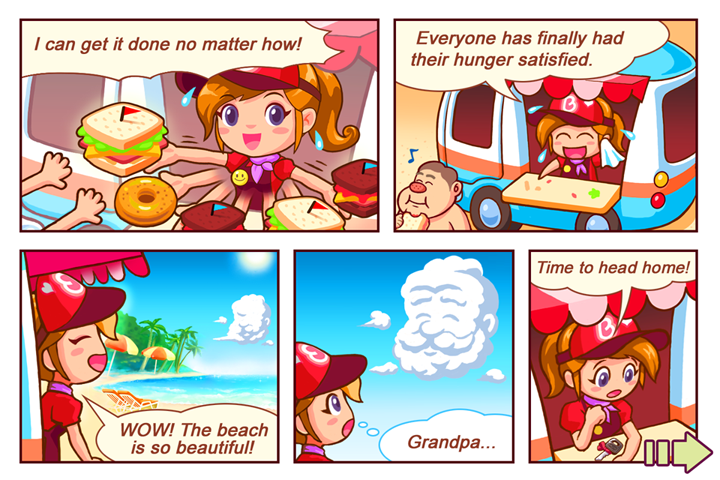 I can get it done no matter how!
Everyone has finally had
their hunger satisfied.
WOW! The beach
is so beautiful!
Grandpa...
Time to head home!